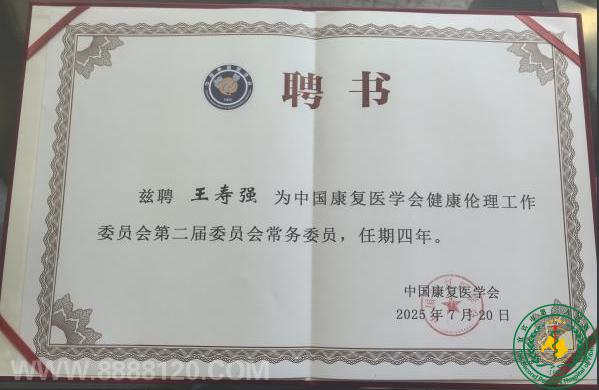 聘书
兹聘 王寿强 为中国康复医学会健康伦理工作
委员会第二届委员会常务委员，任期四年。
中国康复医学会
2025年7月20日
WWW.8888120.COM